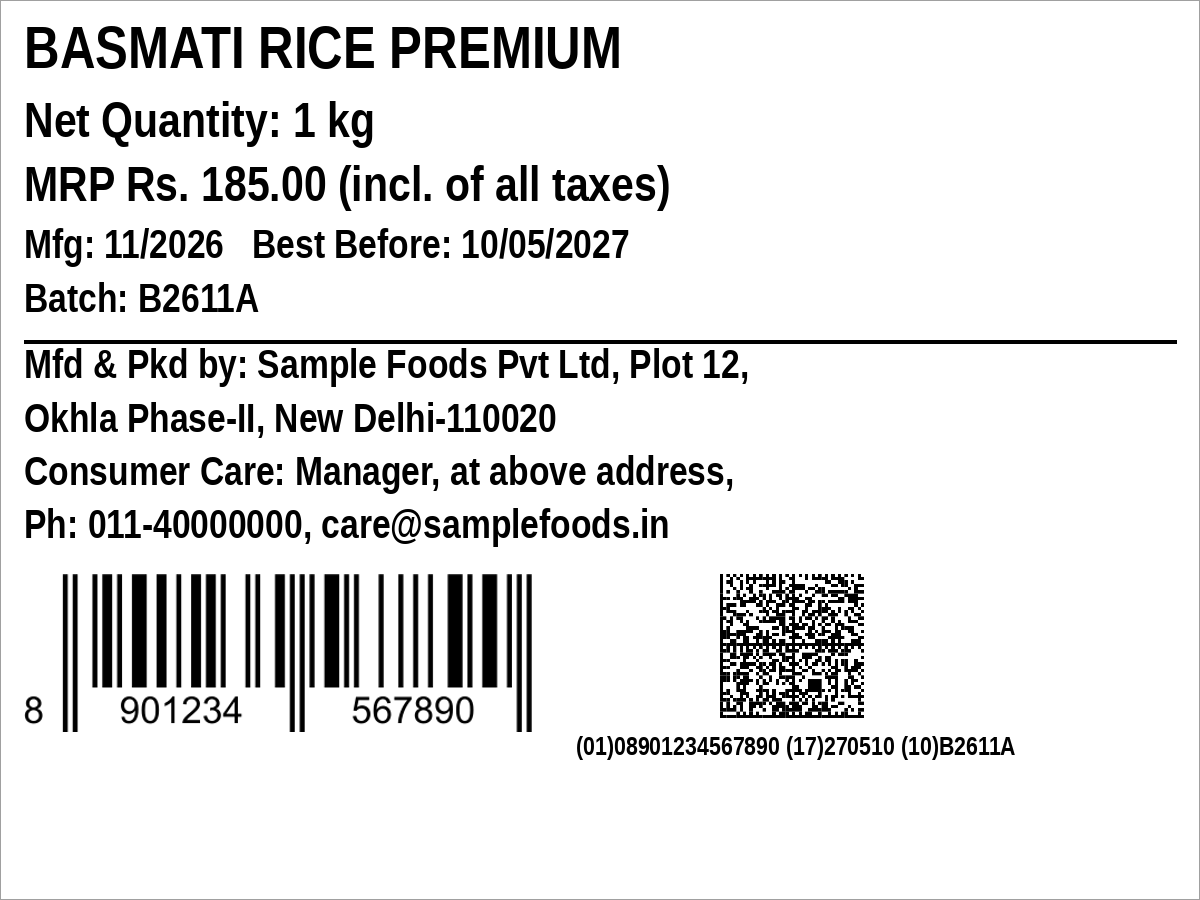 BASMATI RICE PREMIUM
Net Quantity: 1 kg
MRP Rs. 185.00 (incl. of all taxes)
Mfg: 11/2026 Best Before: 10/05/2027
Batch: B2611A
Mfd & Pkd by: Sample Foods Pvt Ltd, Plot 12,
Okhla Phase-II, New Delhi-110020
Consumer Care: Manager, at above address,
Ph: 011-40000000, care@samplefoods.in
8 901234 567890
(01)08901234567890 (17)270510 (10)B2611A